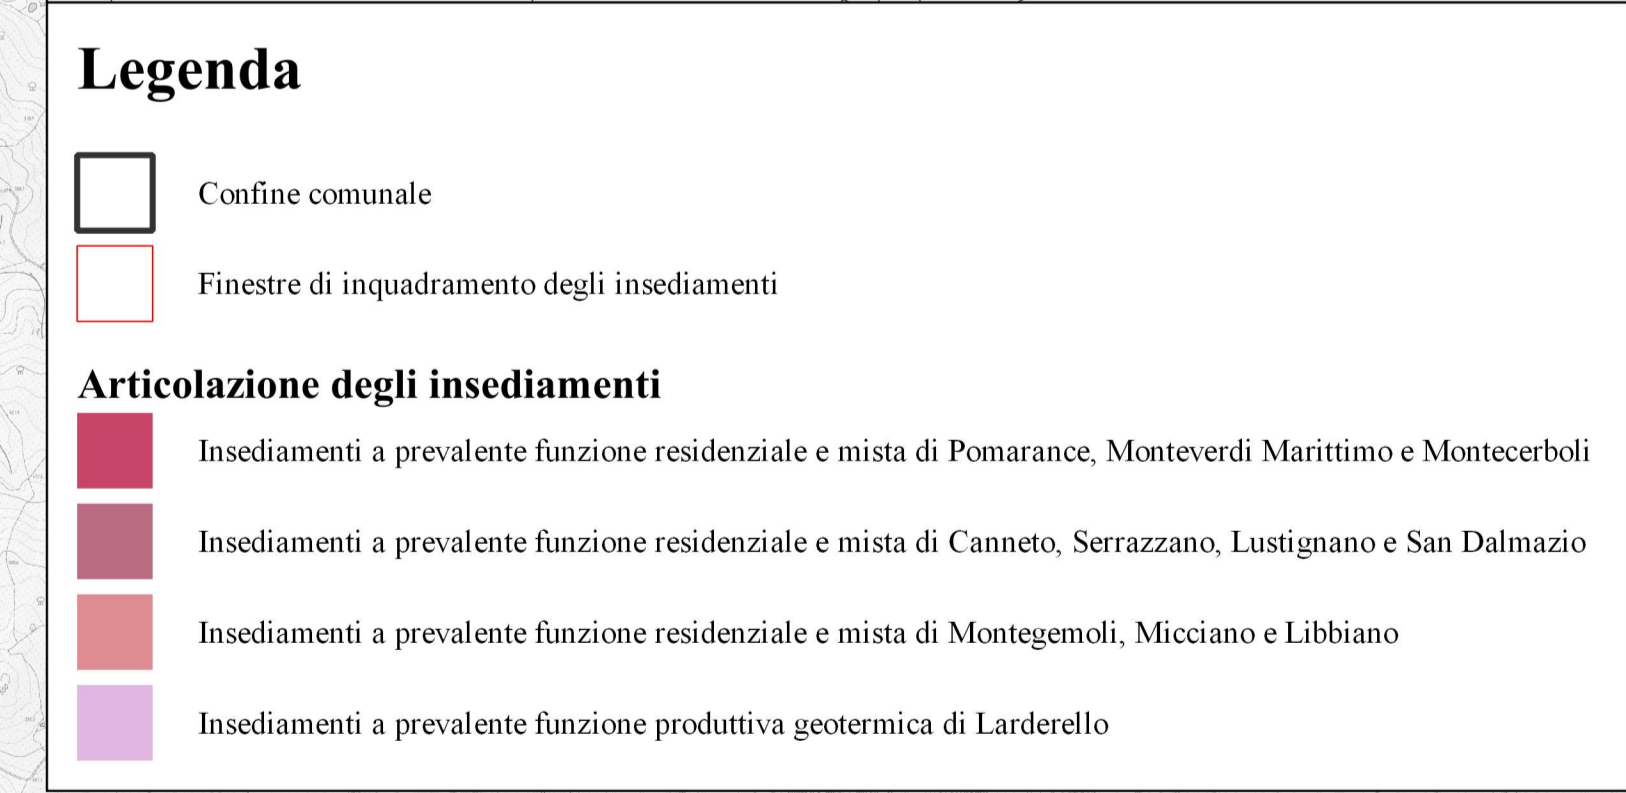 Legenda
Confine comunale
Finestre di inquadramento degli insediamenti
Articolazione degli insediamenti
Insediamenti a prevalente funzione residenziale e mista di Pomarance, Monteverdi Marittimo e Montecerboli
Insediamenti a prevalente funzione residenziale e mista di Canneto, Serrazzano, Lustignano e San Dalmazio
Insediamenti a prevalente funzione residenziale e mista di Montegemoli, Micciano e Libbiano
Insediamenti a prevalente funzione produttiva geotermica di Larderello